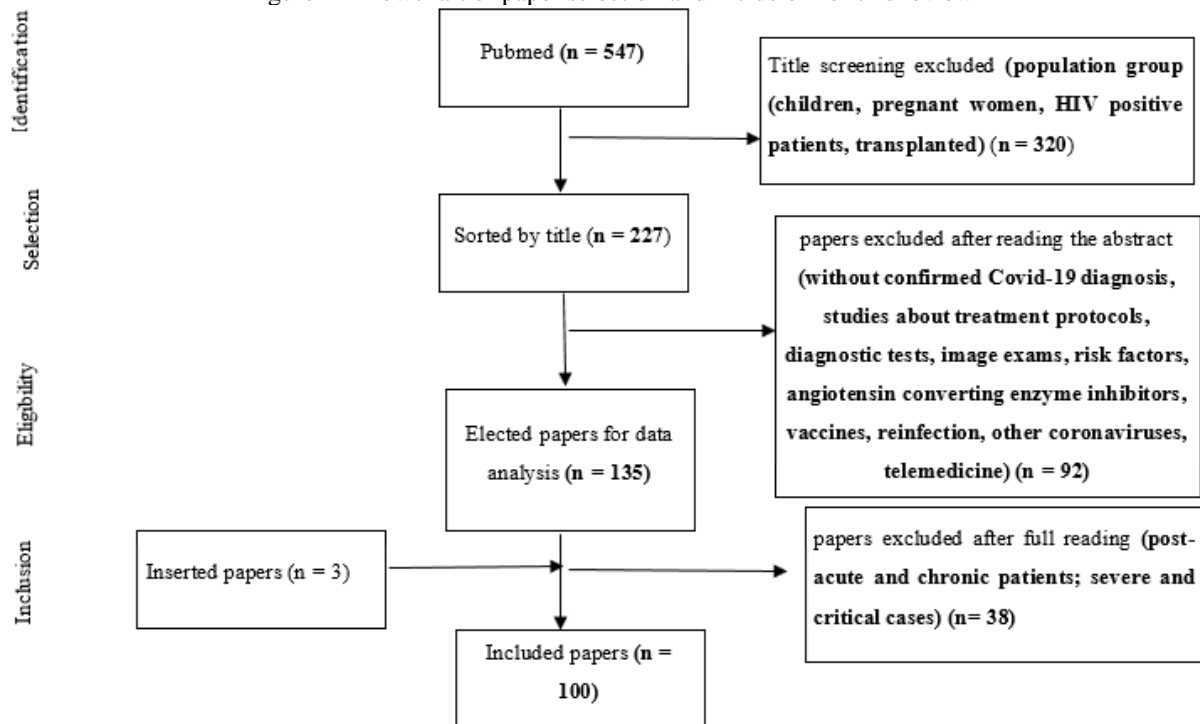 Identification
Pubmed (n = 547)
Title screening excluded (population group
(children, pregnant women, HIV positive
patients, transplanted) (n = 320)
Selection
Sorted by title (n = 227)
papers excluded after reading the abstract
(without confirmed Covid-19 diagnosis,
studies about treatment protocols,
diagnostic tests, image exams, risk factors,
angiotensin converting enzyme inhibitors,
vaccines, reinfection, other coronaviruses,
telemedicine) (n = 92)
Eligibility
Elected papers for data
analysis (n = 135)
Inclusion
Inserted papers (n = 3)
papers excluded after full reading (post-
acute and chronic patients; severe and
critical cases) (n= 38)
Included papers (n =
100)